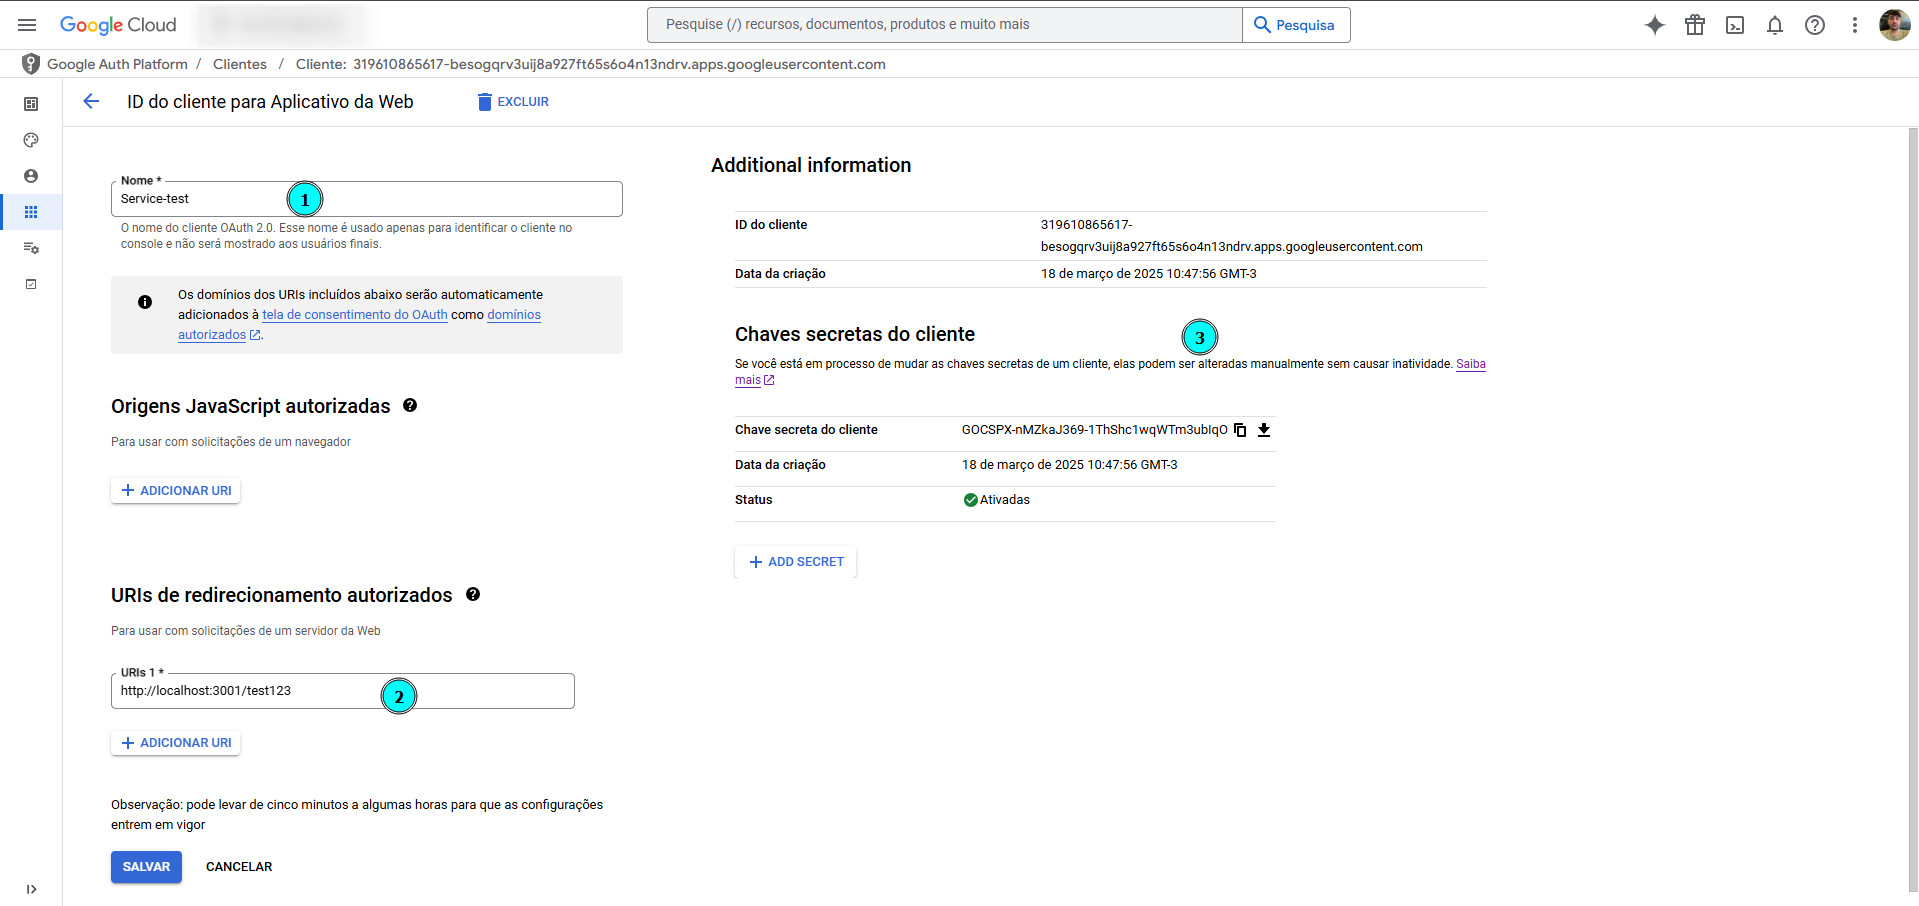 Google Cloud
Pesquise (/) recursos, documentos, produtos e muito mais
Pesquisa
Google Auth Platform / Clientes / Cliente: 319610865617-besogqrv3uij8a927ft65s6o4n13ndrv.apps.googleusercontent.com
ID do cliente para Aplicativo da Web
EXCLUIR
Nome *
Service-test
1
O nome do cliente OAuth 2.0. Esse nome é usado apenas para identificar o cliente no
console e não será mostrado aos usuários finais.
Os domínios dos URIs incluídos abaixo serão automaticamente
adicionados à tela de consentimento do OAuth como domínios
autorizados.
Origens JavaScript autorizadas
Para usar com solicitações de um navegador
ADICIONAR URI
URIs de redirecionamento autorizados
Para usar com solicitações de um servidor da Web
URIs 1 *
http://localhost:3001/test123
2
ADICIONAR URI
Observação: pode levar de cinco minutos a algumas horas para que as configurações
entrem em vigor
SALVAR
CANCELAR
Additional information
ID do cliente
319610865617-
besogqrv3uij8a927ft65s6o4n13ndrv.apps.googleusercontent.com
Data da criação
18 de março de 2025 10:47:56 GMT-3
Chaves secretas do cliente
3
Se você está em processo de mudar as chaves secretas de um cliente, elas podem ser alteradas manualmente sem causar inatividade. Saiba
mais
Chave secreta do cliente
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
Data da criação
18 de março de 2025 10:47:56 GMT-3
Status
Ativadas
ADD SECRET